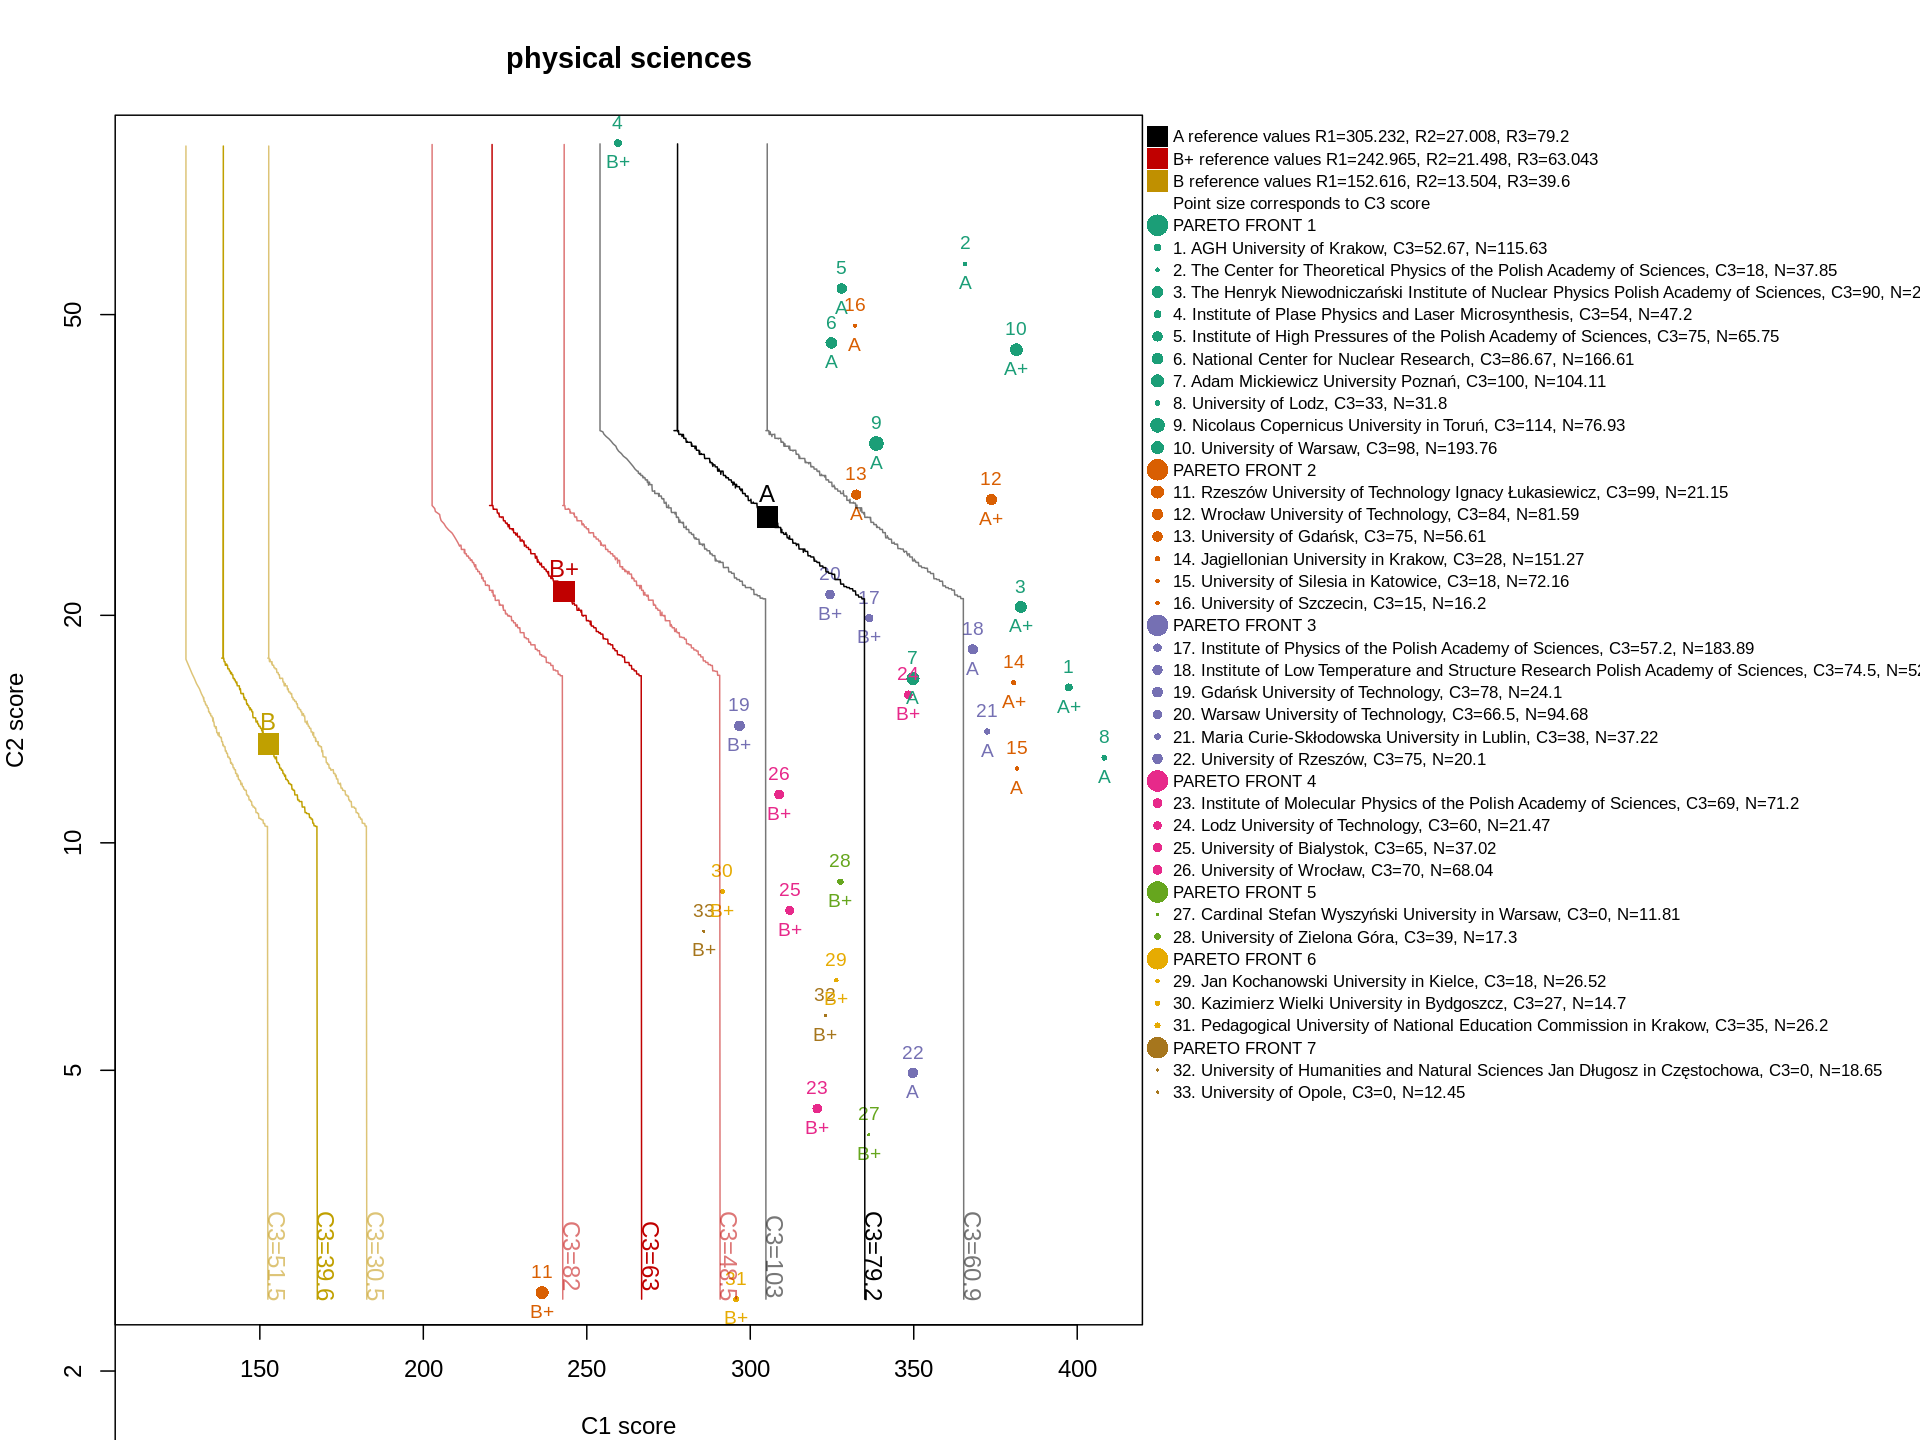 physical sciences
4
B+
2
A
5
A
16
A
6
A
10
A+
9
A
13
A
12
A+
A
B+
B
20
B+
17
B+
3
A+
18
A
7
A
24
B+
14
A+
1
A+
19
B+
21
A
15
A
8
A
26
B+
30
B+
28
B+
25
B+
33
B+
29
B+
32
B+
22
A
23
B+
27
B+
11
B+
31
B+
C3=51.5
C3=39.6
C3=30.5
C3=82
C3=63
C3=48.5
C3=103
C3=79.2
C3=60.9
50
20
10
5
2
C2 score
150
200
250
300
350
400
C1 score
A reference values R1=305.232, R2=27.008, R3=79.2
B+ reference values R1=242.965, R2=21.498, R3=63.043
B reference values R1=152.616, R2=13.504, R3=39.6
Point size corresponds to C3 score
PARETO FRONT 1
1. AGH University of Krakow, C3=52.67, N=115.63
2. The Center for Theoretical Physics of the Polish Academy of Sciences, C3=18, N=37.85
3. The Henryk Niewodniczański Institute of Nuclear Physics Polish Academy of Sciences, C3=90, N=2
4. Institute of Plase Physics and Laser Microsynthesis, C3=54, N=47.2
5. Institute of High Pressures of the Polish Academy of Sciences, C3=75, N=65.75
6. National Center for Nuclear Research, C3=86.67, N=166.61
7. Adam Mickiewicz University Poznań, C3=100, N=104.11
8. University of Lodz, C3=33, N=31.8
9. Nicolaus Copernicus University in Toruń, C3=114, N=76.93
10. University of Warsaw, C3=98, N=193.76
PARETO FRONT 2
11. Rzeszów University of Technology Ignacy Łukasiewicz, C3=99, N=21.15
12. Wrocław University of Technology, C3=84, N=81.59
13. University of Gdańsk, C3=75, N=56.61
14. Jagiellonian University in Krakow, C3=28, N=151.27
15. University of Silesia in Katowice, C3=18, N=72.16
16. University of Szczecin, C3=15, N=16.2
PARETO FRONT 3
17. Institute of Physics of the Polish Academy of Sciences, C3=57.2, N=183.89
18. Institute of Low Temperature and Structure Research Polish Academy of Sciences, C3=74.5, N=52
19. Gdańsk University of Technology, C3=78, N=24.1
20. Warsaw University of Technology, C3=66.5, N=94.68
21. Maria Curie-Skłodowska University in Lublin, C3=38, N=37.22
22. University of Rzeszów, C3=75, N=20.1
PARETO FRONT 4
23. Institute of Molecular Physics of the Polish Academy of Sciences, C3=69, N=71.2
24. Lodz University of Technology, C3=60, N=21.47
25. University of Bialystok, C3=65, N=37.02
26. University of Wrocław, C3=70, N=68.04
PARETO FRONT 5
27. Cardinal Stefan Wyszyński University in Warsaw, C3=0, N=11.81
28. University of Zielona Góra, C3=39, N=17.3
PARETO FRONT 6
29. Jan Kochanowski University in Kielce, C3=18, N=26.52
30. Kazimierz Wielki University in Bydgoszcz, C3=27, N=14.7
31. Pedagogical University of National Education Commission in Krakow, C3=35, N=26.2
PARETO FRONT 7
32. University of Humanities and Natural Sciences Jan Długosz in Częstochowa, C3=0, N=18.65
33. University of Opole, C3=0, N=12.45